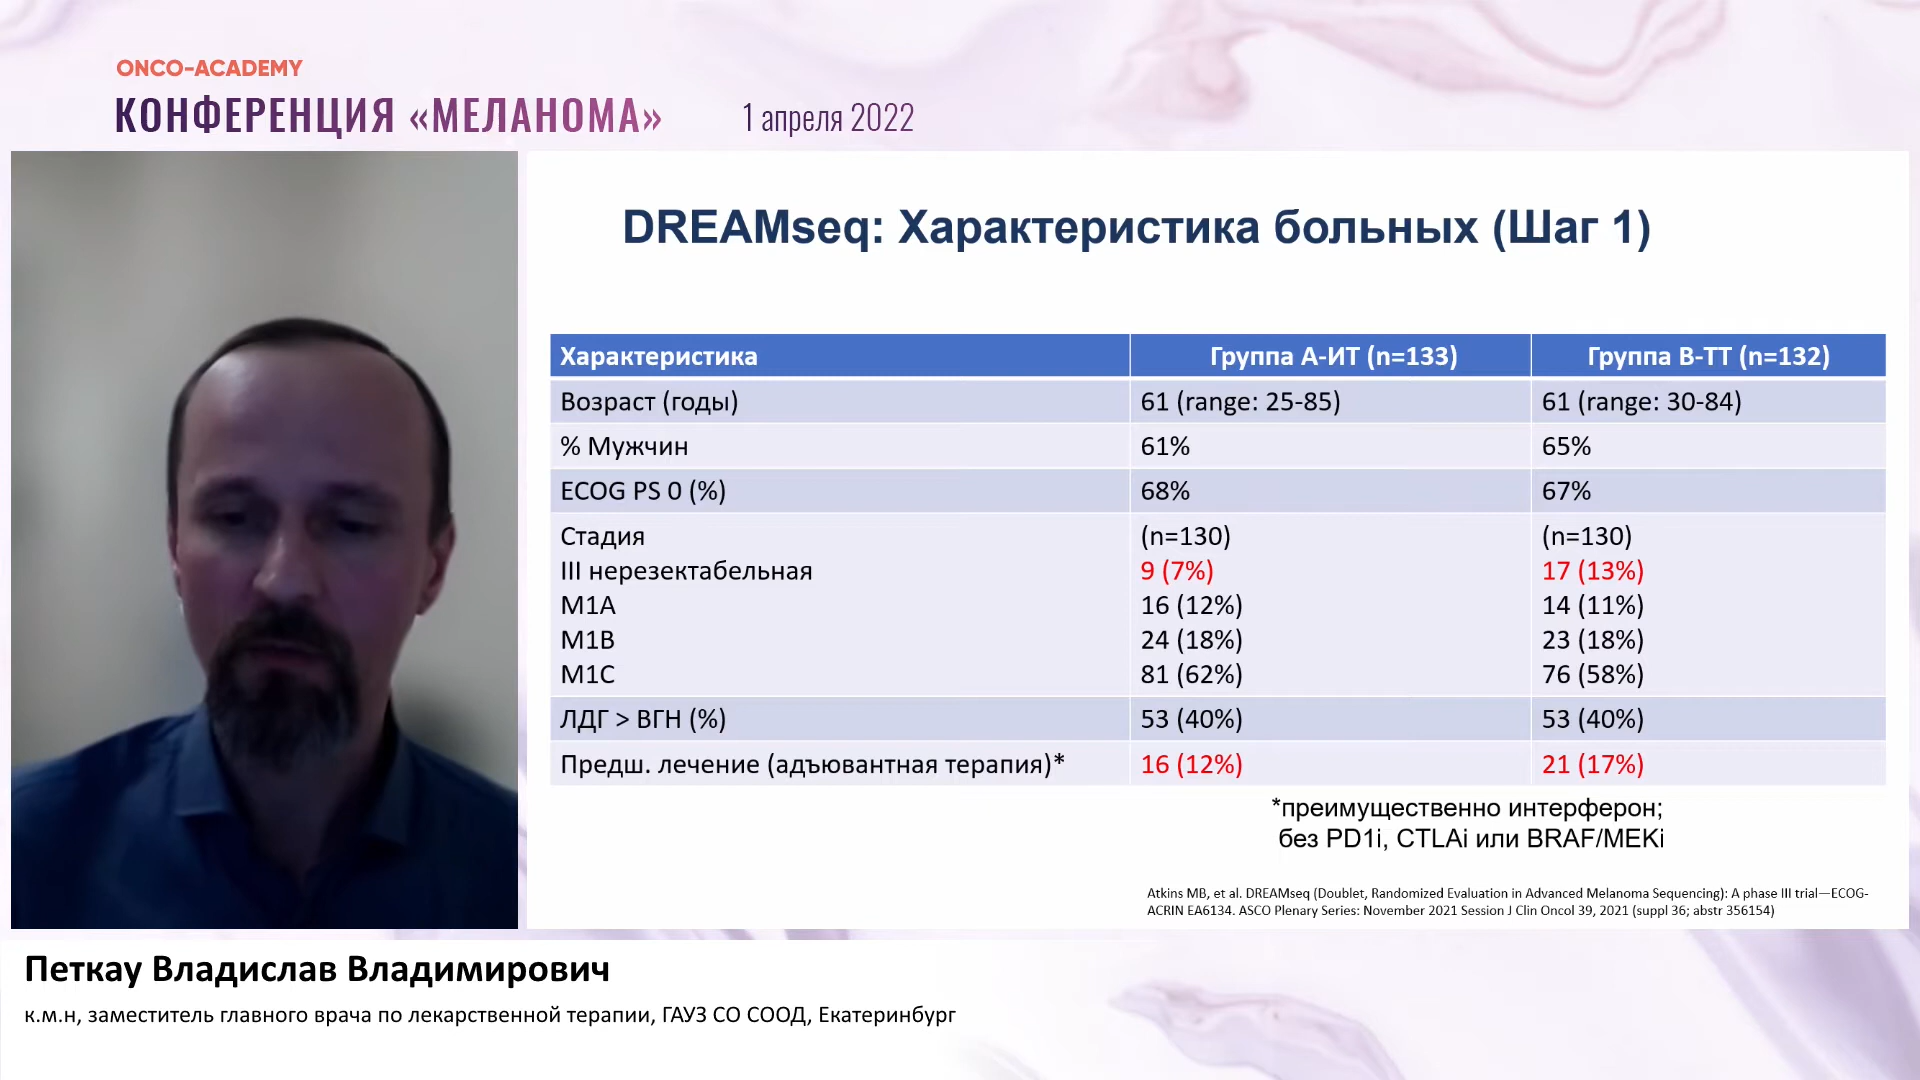 ONCO-ACADEMY
КОНФЕРЕНЦИЯ «МЕЛАНОМА» 1 апреля 2022
DREAMseq: Характеристика больных (Шаг 1)
Характеристика Группа А-ИТ (n=133) Группа В-ТТ (n=132)
Возраст (годы) 61 (range: 25-85) 61 (range: 30-84)
% Мужчин 61% 65%
ECOG PS 0 (%) 68% 67%
Стадия (n=130) (n=130)
III нерезектабельная 9 (7%) 17 (13%)
M1A 16 (12%) 14 (11%)
M1B 24 (18%) 23 (18%)
M1C 81 (62%) 76 (58%)
ЛДГ > ВГН (%) 53 (40%) 53 (40%)
Предш. лечение (адъювантная терапия)* 16 (12%) 21 (17%)
*преимущественно интерферон;
без PD1i, CTLAi или BRAF/MEKi
Atkins MB, et al. DREAMseq (Doublet, Randomized Evaluation in Advanced Melanoma Sequencing): A phase III trial—ECOG-
ACRIN EA6134. ASCO Plenary Series: November 2021 Session J Clin Oncol 39, 2021 (suppl 36; abstr 356154)
Петкау Владислав Владимирович
к.м.н, заместитель главного врача по лекарственной терапии, ГАУЗ СО СООД, Екатеринбург